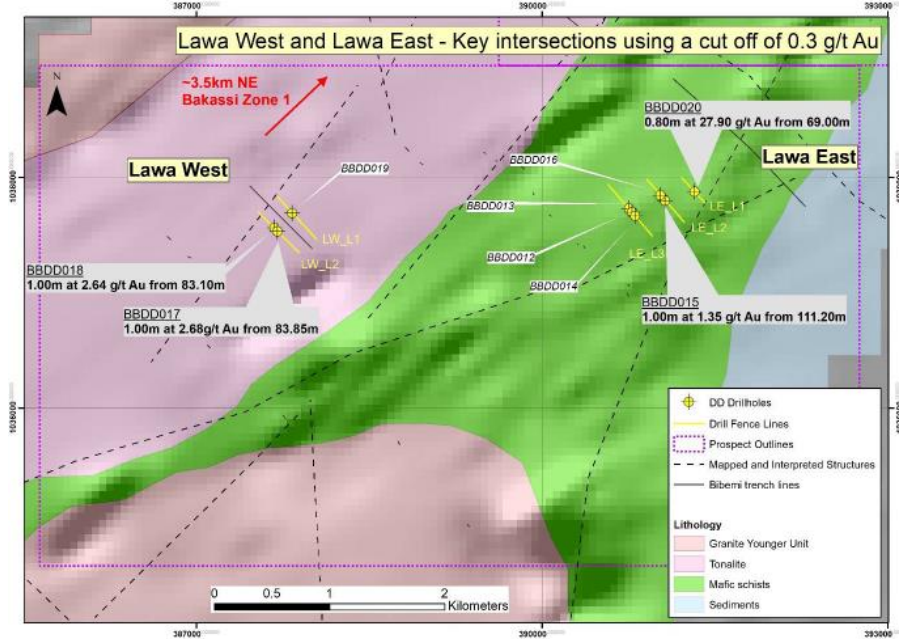 387000 390000 393000
Lawa West and Lawa East - Key intersections using a cut off of 0.3 g/t Au
N
~3.5km NE
Bakassi Zone 1
BBDD020
0.80m at 27.90 g/t Au from 69.00m
1038000
Lawa West
BBDD019
BBDD016
Lawa East
BBDD013
LE_L1
LW_L1
LE_L2
BBDD012
LE_L3
LW_L2
BBDD018
1.00m at 2.64 g/t Au from 83.10m
BBDD014
BBDD017
1.00m at 2.68g/t Au from 83.85m
BBDD015
1.00m at 1.35 g/t Au from 111.20m
1036000
DD Drillholes
Drill Fence Lines
Prospect Outlines
Mapped and Interpreted Structures
Bibemi trench lines
Lithology
Granite Younger Unit
Tonalite
Mafic schists
Sediments
0 0.5 1 2
Kilometers
387000 390000 393000